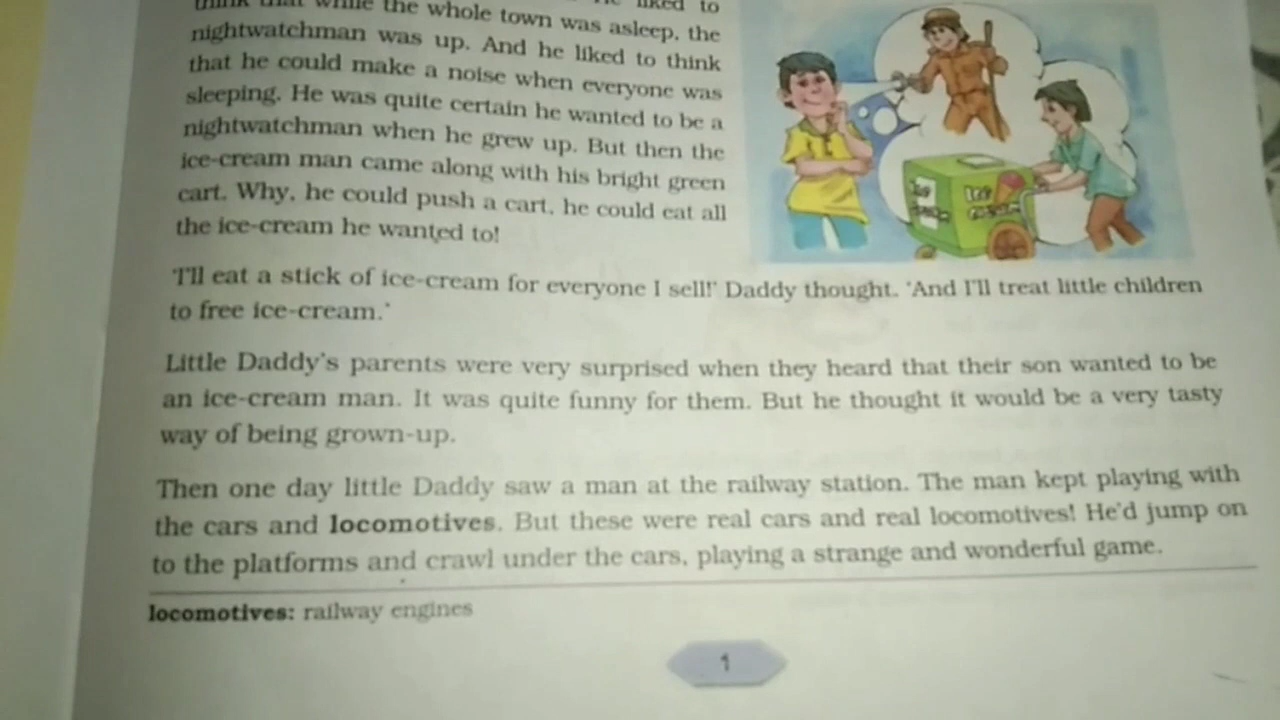 think that while the whole town was asleep, the
nightwatchman was up. And he liked to think
that he could make a noise when everyone was
sleeping. He was quite certain he wanted to be a
nightwatchman when he grew up. But then the
ice-cream man came along with his bright green
cart. Why, he could push a cart, he could eat all
the ice-cream he wanted to!
'I'll eat a stick of ice-cream for everyone I sell!' Daddy thought. 'And I'll treat little children
to free ice-cream.'
Little Daddy's parents were very surprised when they heard that their son wanted to be
an ice-cream man. It was quite funny for them. But he thought it would be a very tasty
way of being grown-up.
Then one day little Daddy saw a man at the railway station. The man kept playing with
the cars and locomotives. But these were real cars and real locomotives! He'd jump on
to the platforms and crawl under the cars, playing a strange and wonderful game.
locomotives: railway engines
1